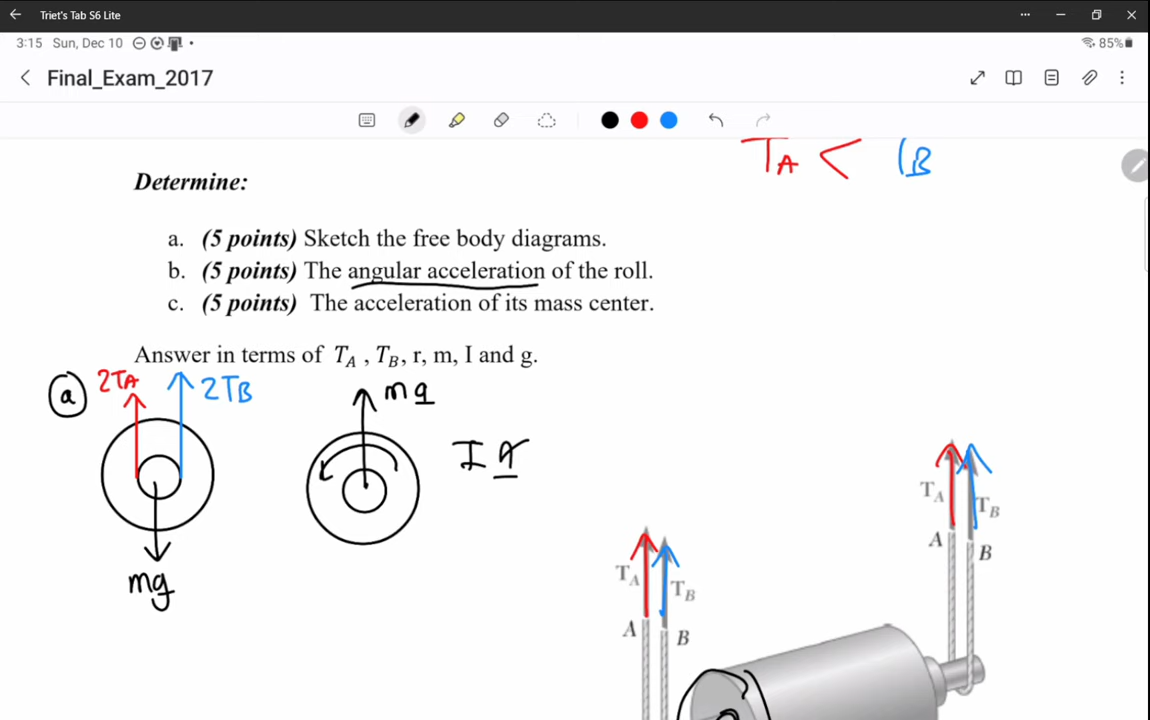 Triet's Tab S6 Lite
3:15 Sun, Dec 10
85%
Final_Exam_2017
TA < TB
Determine:
a. (5 points) Sketch the free body diagrams.
b. (5 points) The angular acceleration of the roll.
c. (5 points) The acceleration of its mass center.
Answer in terms of TA , TB, r, m, I and g.
a
2TA
2TB
ma
I α
mg
TA
TB
A
B
TA
TB
A
B